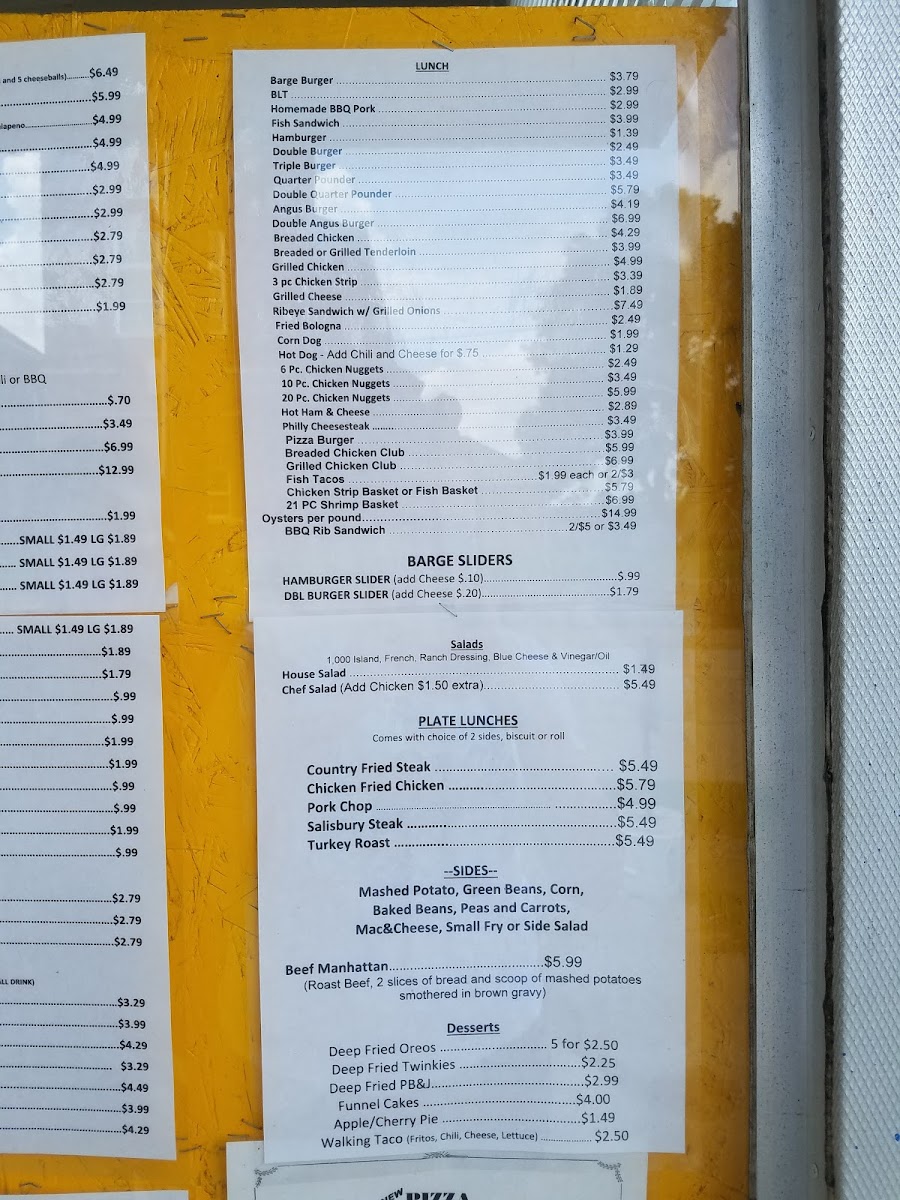 and 5 cheeseballs)..........$6.49
$5.99
$4.99
$4.99
$4.99
$2.99
$2.99
$2.79
$2.79
$2.79
$1.99
li or BBQ
$.70
$3.49
$6.99
$12.99
$1.99
SMALL $1.49 LG $1.89
SMALL $1.49 LG $1.89
SMALL $1.49 LG $1.89
SMALL $1.49 LG $1.89
$1.89
$1.79
$.99
$.99
$1.99
$1.99
$.99
$.99
$1.99
$.99
$2.79
$2.79
$2.79
DRINK)
$3.29
$3.99
$4.29
$3.29
$4.49
$3.99
$4.29
LUNCH
Barge Burger $3.79
BLT $2.99
Homemade BBQ Pork $2.99
Fish Sandwich $3.99
Hamburger $1.39
Double Burger $2.49
Triple Burger $3.49
Quarter Pounder $3.49
Double Quarter Pounder $5.79
Angus Burger $4.19
Double Angus Burger $6.99
Breaded Chicken $4.29
Breaded or Grilled Tenderloin $3.99
Grilled Chicken $4.99
3 pc Chicken Strip $3.39
Grilled Cheese $1.89
Ribeye Sandwich w/ Grilled Onions $7.49
Fried Bologna $2.49
Corn Dog $1.99
Hot Dog - Add Chili and Cheese for $.75 $1.29
6 Pc. Chicken Nuggets $2.49
10 Pc. Chicken Nuggets $3.49
20 Pc. Chicken Nuggets $5.99
Hot Ham & Cheese $2.89
Philly Cheesesteak $3.49
Pizza Burger $3.99
Breaded Chicken Club $5.99
Grilled Chicken Club $6.99
Fish Tacos $1.99 each or 2/$3
Chicken Strip Basket or Fish Basket $5.79
21 PC Shrimp Basket $6.99
Oysters per pound $14.99
BBQ Rib Sandwich 2/$5 or $3.49
BARGE SLIDERS
HAMBURGER SLIDER (add Cheese $.10) $.99
DBL BURGER SLIDER (add Cheese $.20) $1.79
Salads
1,000 Island, French, Ranch Dressing, Blue Cheese & Vinegar/Oil
House Salad $1.49
Chef Salad (Add Chicken $1.50 extra) $5.49
PLATE LUNCHES
Comes with choice of 2 sides, biscuit or roll
Country Fried Steak $5.49
Chicken Fried Chicken $5.79
Pork Chop $4.99
Salisbury Steak $5.49
Turkey Roast $5.49
--SIDES--
Mashed Potato, Green Beans, Corn,
Baked Beans, Peas and Carrots,
Mac&Cheese, Small Fry or Side Salad
Beef Manhattan $5.99
(Roast Beef, 2 slices of bread and scoop of mashed potatoes
smothered in brown gravy)
Desserts
Deep Fried Oreos 5 for $2.50
Deep Fried Twinkies $2.25
Deep Fried PB&J $2.99
Funnel Cakes $4.00
Apple/Cherry Pie $1.49
Walking Taco (Fritos, Chili, Cheese, Lettuce) $2.50
NEW PIZZA